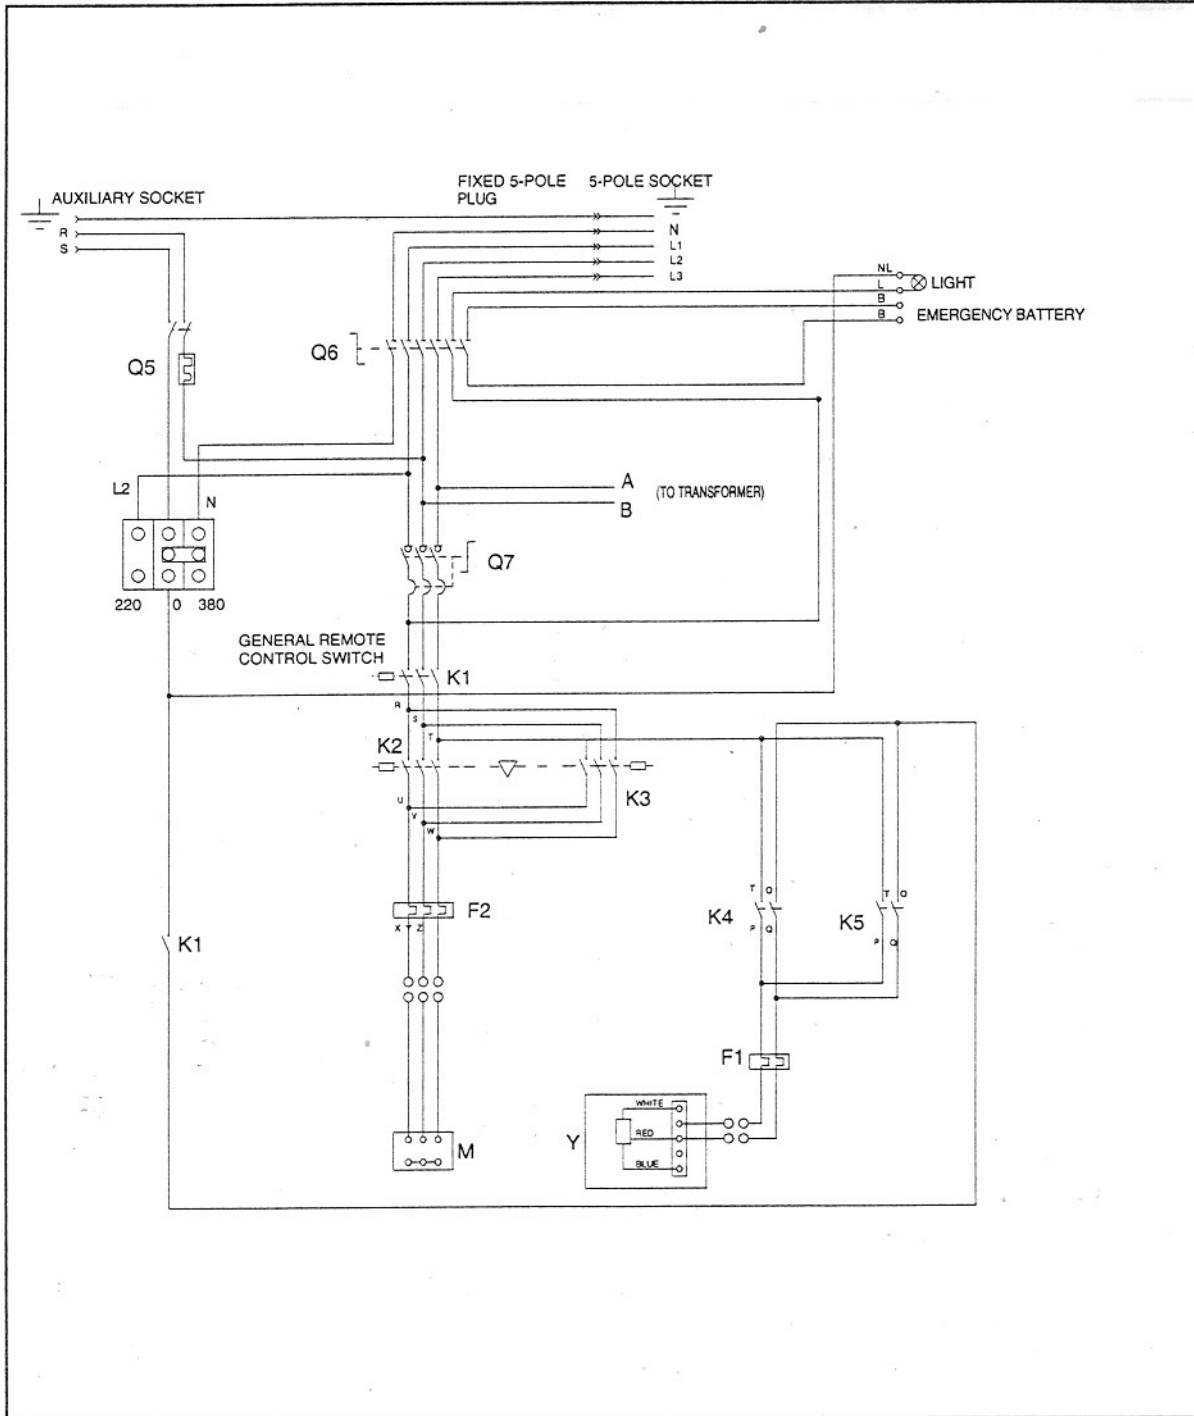 FIXED 5-POLE 5-POLE SOCKET
PLUG
AUXILIARY SOCKET
N
R
L1
S
L2
L3
NL
LIGHT
L
B
B
EMERGENCY BATTERY
Q6
Q5
L2
N
A
(TO TRANSFORMER)
B
Q7
220 0 380
GENERAL REMOTE
CONTROL SWITCH
K1
R
S
T
K2
K3
U
V
W
T Q
T Q
F2
K4
K5
X Y Z
P Q
P Q
K1
F1
WHITE
RED
Y
M
BLUE